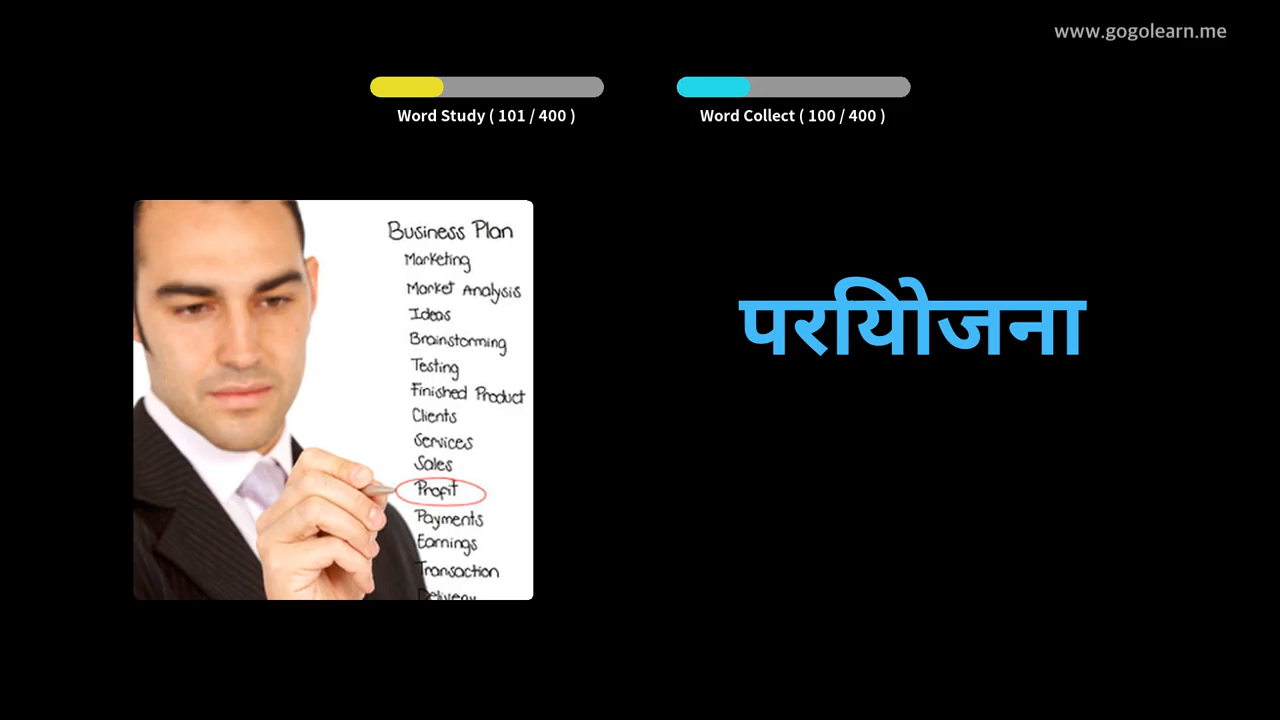 www.gogolearn.me
Word Study ( 101 / 400 )
Word Collect ( 100 / 400 )
Business Plan
Marketing
Market Analysis
Ideas
Brainstorming
Testing
Finished Product
Clients
Services
Sales
Profit
Payments
Earnings
Transaction
Delivery
परियोजना